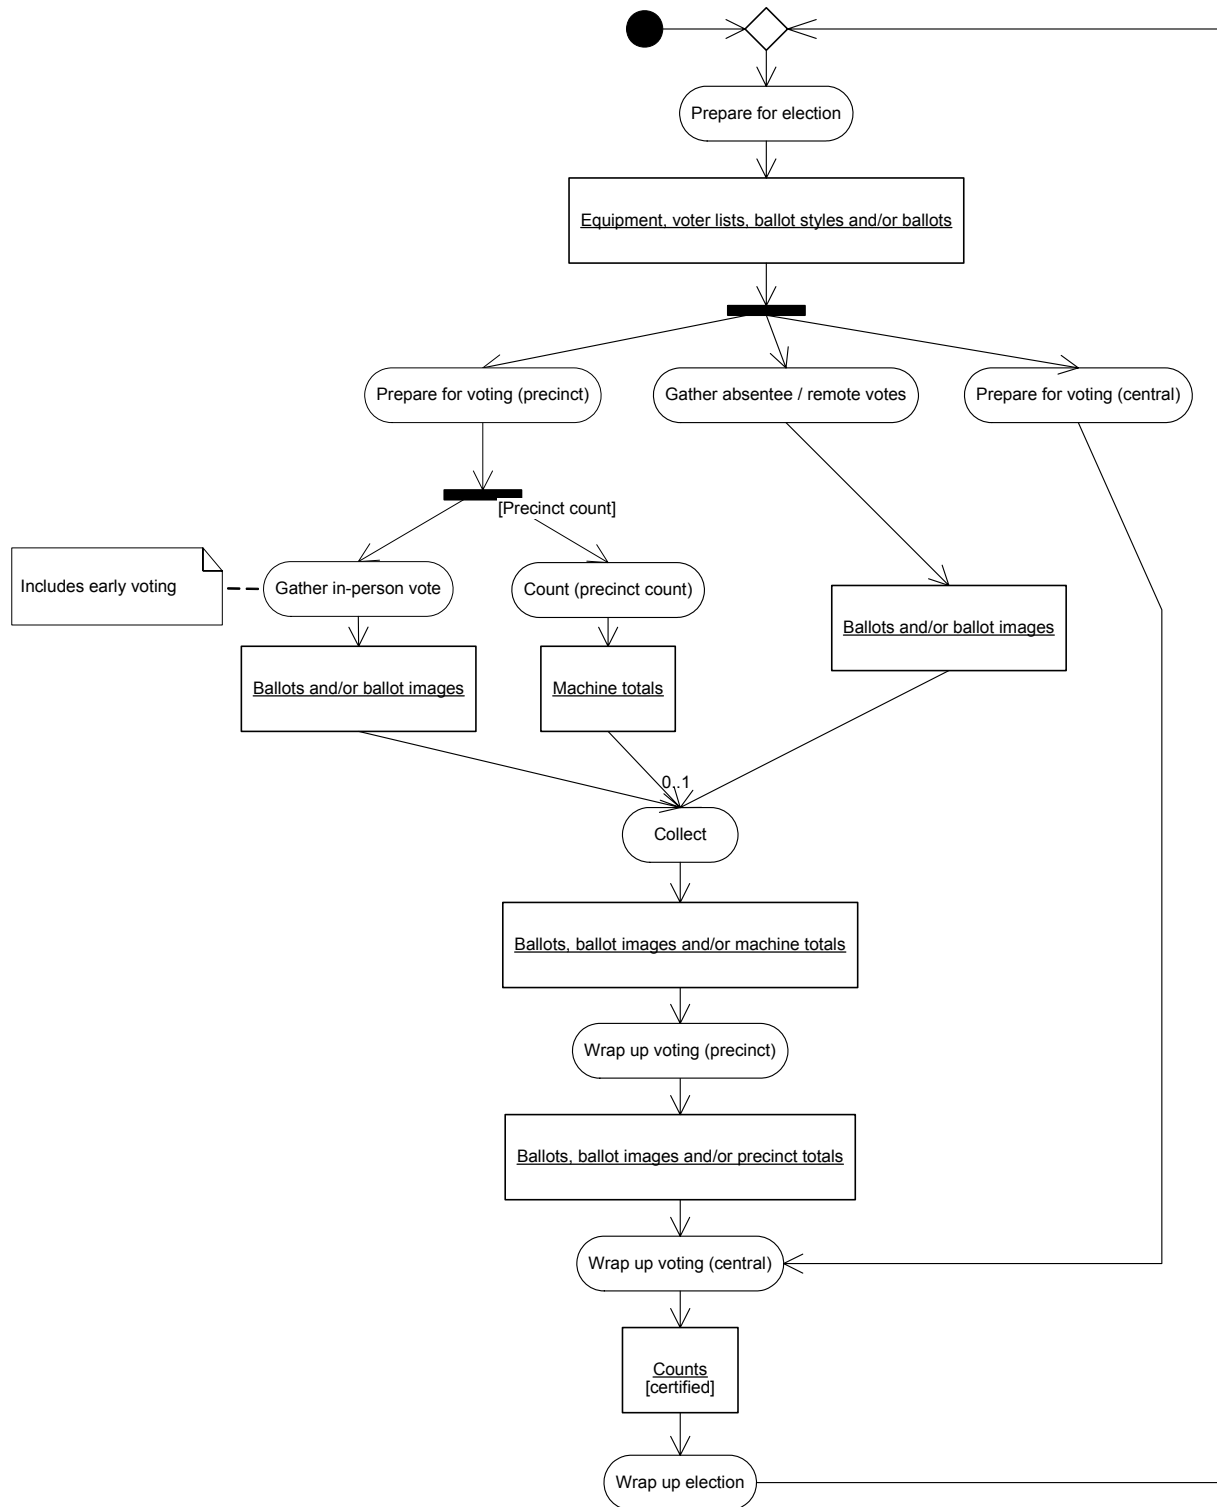 Prepare for election
Equipment, voter lists, ballot styles and/or ballots
Prepare for voting (precinct)
Gather absentee / remote votes
Prepare for voting (central)
[Precinct count]
Includes early voting
Gather in-person vote
Count (precinct count)
Ballots and/or ballot images
Ballots and/or ballot images
Machine totals
0..1
Collect
Ballots, ballot images and/or machine totals
Wrap up voting (precinct)
Ballots, ballot images and/or precinct totals
Wrap up voting (central)
Counts
[certified]
Wrap up election